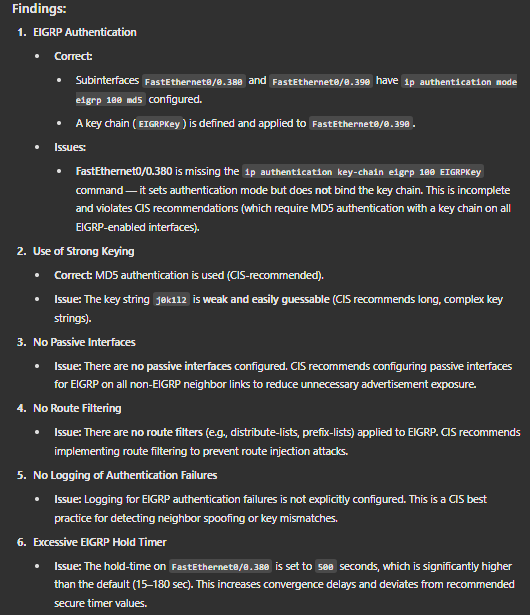 Findings:
1. EIGRP Authentication
• Correct:
• Subinterfaces FastEthernet0/0.380 and FastEthernet0/0.390 have ip authentication mode
eigrp 100 md5 configured.
• A key chain ( EIGRPKey ) is defined and applied to FastEthernet0/0.390 .
• Issues:
• FastEthernet0/0.380 is missing the ip authentication key-chain eigrp 100 EIGRPKey
command — it sets authentication mode but does not bind the key chain. This is incomplete
and violates CIS recommendations (which require MD5 authentication with a key chain on all
EIGRP-enabled interfaces).
2. Use of Strong Keying
• Correct: MD5 authentication is used (CIS-recommended).
• Issue: The key string j0k1l2 is weak and easily guessable (CIS recommends long, complex key
strings).
3. No Passive Interfaces
• Issue: There are no passive interfaces configured. CIS recommends configuring passive interfaces
for EIGRP on all non-EIGRP neighbor links to reduce unnecessary advertisement exposure.
4. No Route Filtering
• Issue: There are no route filters (e.g., distribute-lists, prefix-lists) applied to EIGRP. CIS recommends
implementing route filtering to prevent route injection attacks.
5. No Logging of Authentication Failures
• Issue: Logging for EIGRP authentication failures is not explicitly configured. This is a CIS best
practice for detecting neighbor spoofing or key mismatches.
6. Excessive EIGRP Hold Timer
• Issue: The hold-time on FastEthernet0/0.380 is set to 500 seconds, which is significantly higher
than the default (15–180 sec). This increases convergence delays and deviates from recommended
secure timer values.